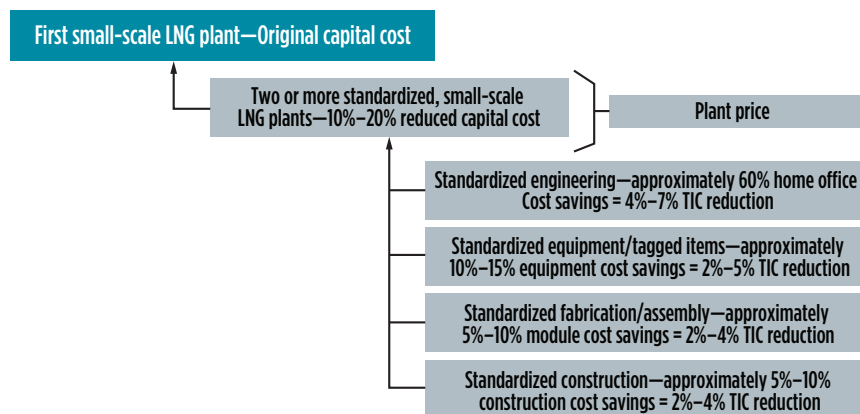 First small-scale LNG plant—Original capital cost
Two or more standardized, small-scale
LNG plants—10%–20% reduced capital cost
Plant price
Standardized engineering—approximately 60% home office
Cost savings = 4%–7% TIC reduction
Standardized equipment/tagged items—approximately
10%–15% equipment cost savings = 2%–5% TIC reduction
Standardized fabrication/assembly—approximately
5%–10% module cost savings = 2%–4% TIC reduction
Standardized construction—approximately 5%–10%
construction cost savings = 2%–4% TIC reduction